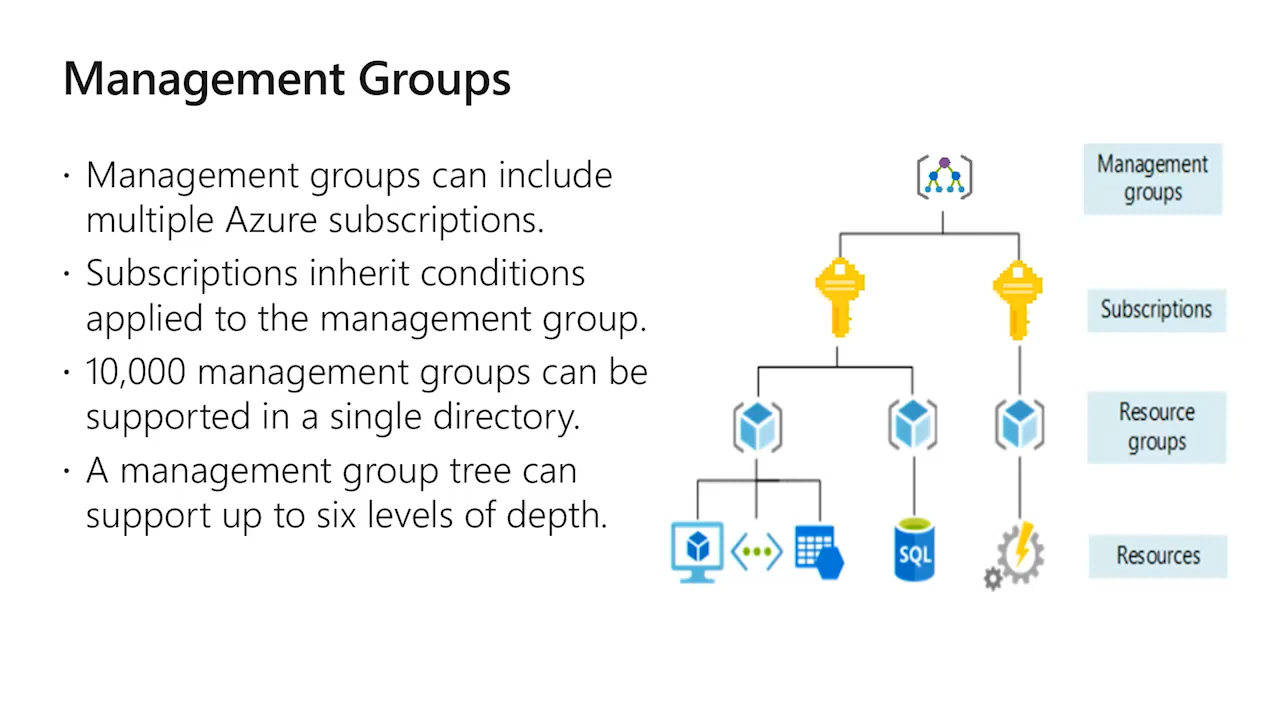 Management Groups
· Management groups can include
multiple Azure subscriptions.
· Subscriptions inherit conditions
applied to the management group.
· 10,000 management groups can be
supported in a single directory.
· A management group tree can
support up to six levels of depth.
Management
groups
Subscriptions
Resource
groups
SQL
Resources